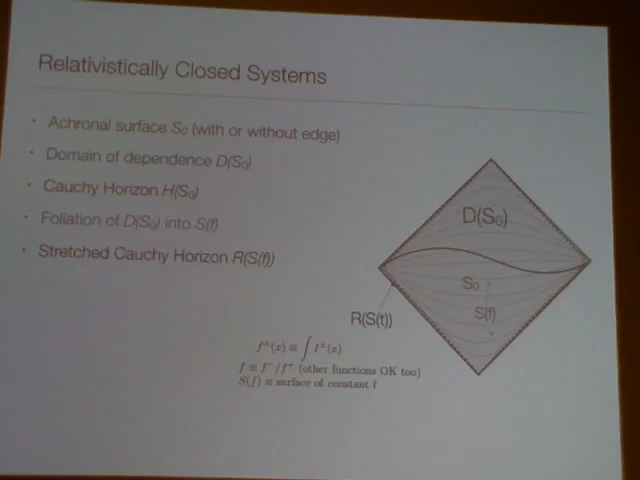 Relativistically Closed Systems
• Achronal surface S₀ (with or without edge)
• Domain of dependence D(S₀)
• Cauchy Horizon H(S₀)
• Foliation of D(S₀) into S(f)
• Stretched Cauchy Horizon R(S(f))
D(S₀)
S₀
S(f)
R(S(t))
f±(x) ≡ ∫ I±(x)
f ≡ f⁻/f⁺ (other functions OK too)
S(f) ≡ surface of constant f